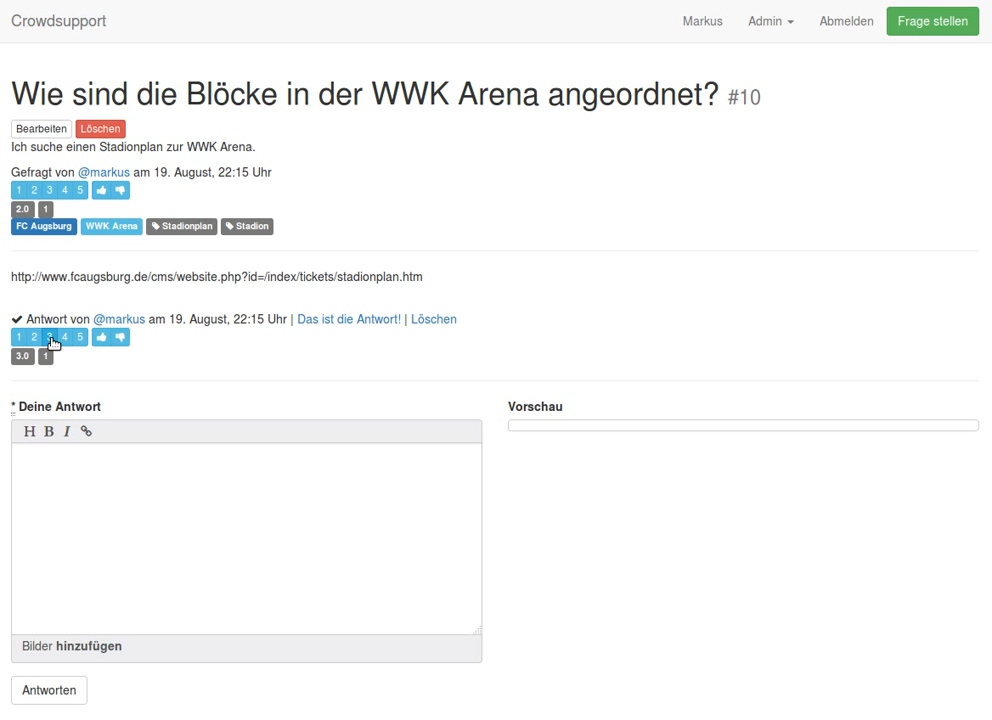 Crowdsupport Markus Admin Abmelden Frage stellen
Wie sind die Blöcke in der WWK Arena angeordnet? #10
Bearbeiten Löschen
Ich suche einen Stadionplan zur WWK Arena.
Gefragt von @markus am 19. August, 22:15 Uhr
1 2 3 4 5
2.0 1
FC Augsburg WWK Arena Stadionplan Stadion
http://www.fcaugsburg.de/cms/website.php?id=/index/tickets/stadionplan.htm
Antwort von @markus am 19. August, 22:15 Uhr | Das ist die Antwort! | Löschen
1 2 3 4 5
3.0 1
* Deine Antwort Vorschau
H B I
Bilder hinzufügen
Antworten